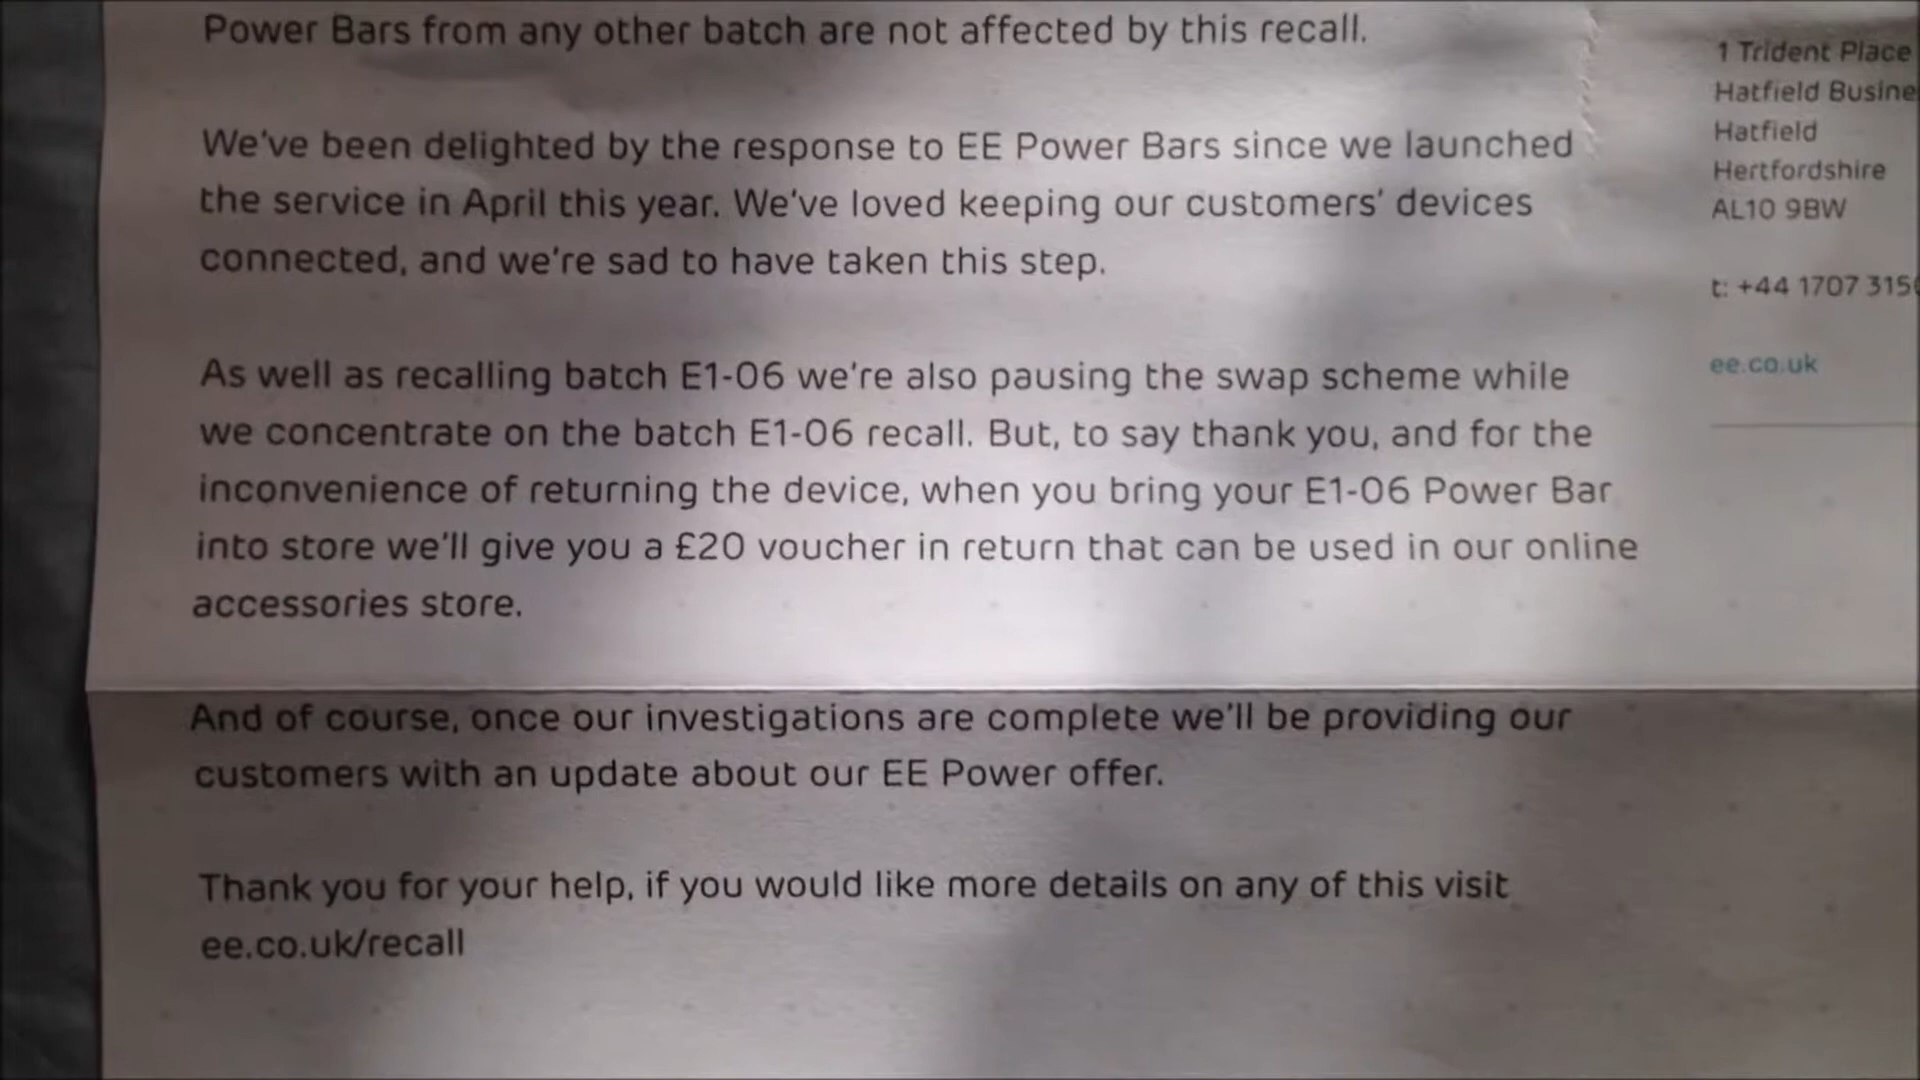 Power Bars from any other batch are not affected by this recall.
We've been delighted by the response to EE Power Bars since we launched
the service in April this year. We've loved keeping our customers' devices
connected, and we're sad to have taken this step.
As well as recalling batch E1-06 we're also pausing the swap scheme while
we concentrate on the batch E1-06 recall. But, to say thank you, and for the
inconvenience of returning the device, when you bring your E1-06 Power Bar
into store we'll give you a £20 voucher in return that can be used in our online
accessories store.
And of course, once our investigations are complete we'll be providing our
customers with an update about our EE Power offer.
Thank you for your help, if you would like more details on any of this visit
ee.co.uk/recall
1 Trident Place
Hatfield
Hatfield
Hertfordshire
AL10 9BW
t: +44 1707
ee.co.uk